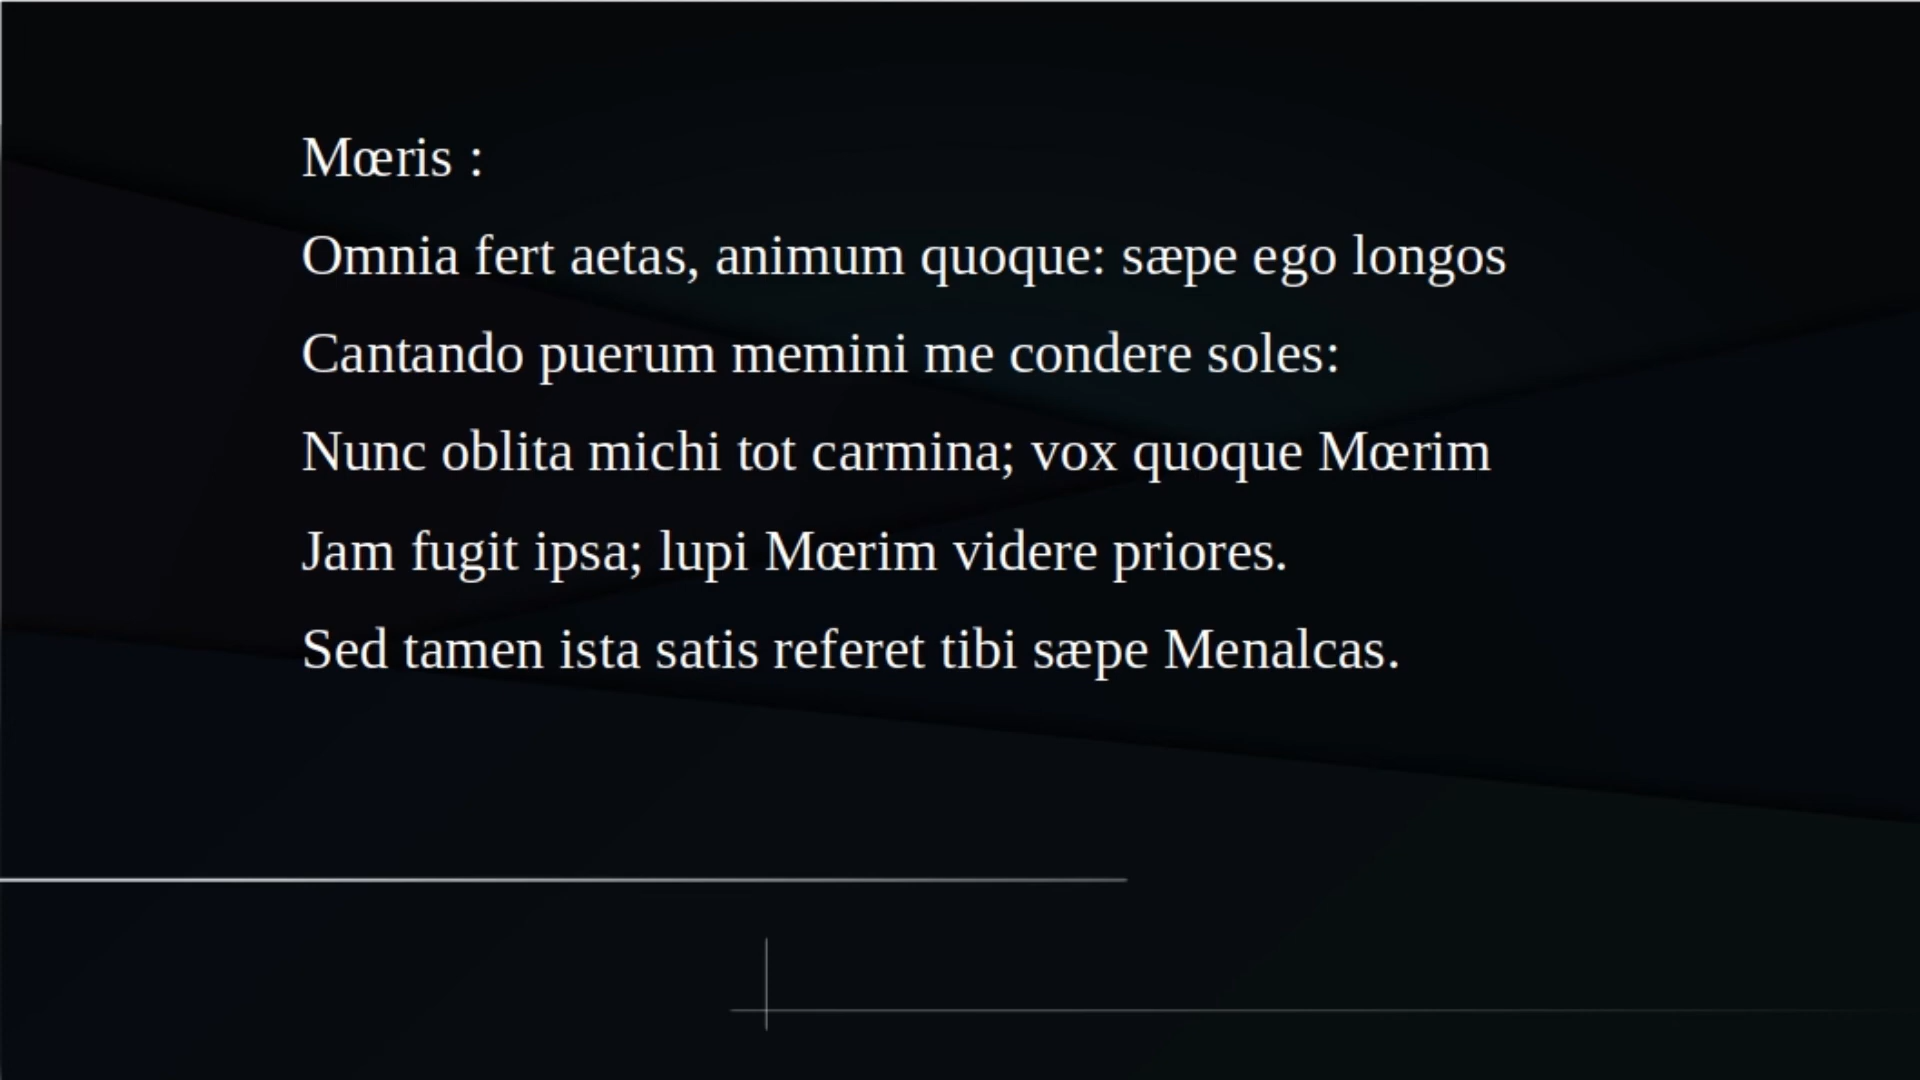 Mœris :
Omnia fert aetas, animum quoque: sæpe ego longos
Cantando puerum memini me condere soles:
Nunc oblita michi tot carmina; vox quoque Mœrim
Jam fugit ipsa; lupi Mœrim videre priores.
Sed tamen ista satis referet tibi sæpe Menalcas.